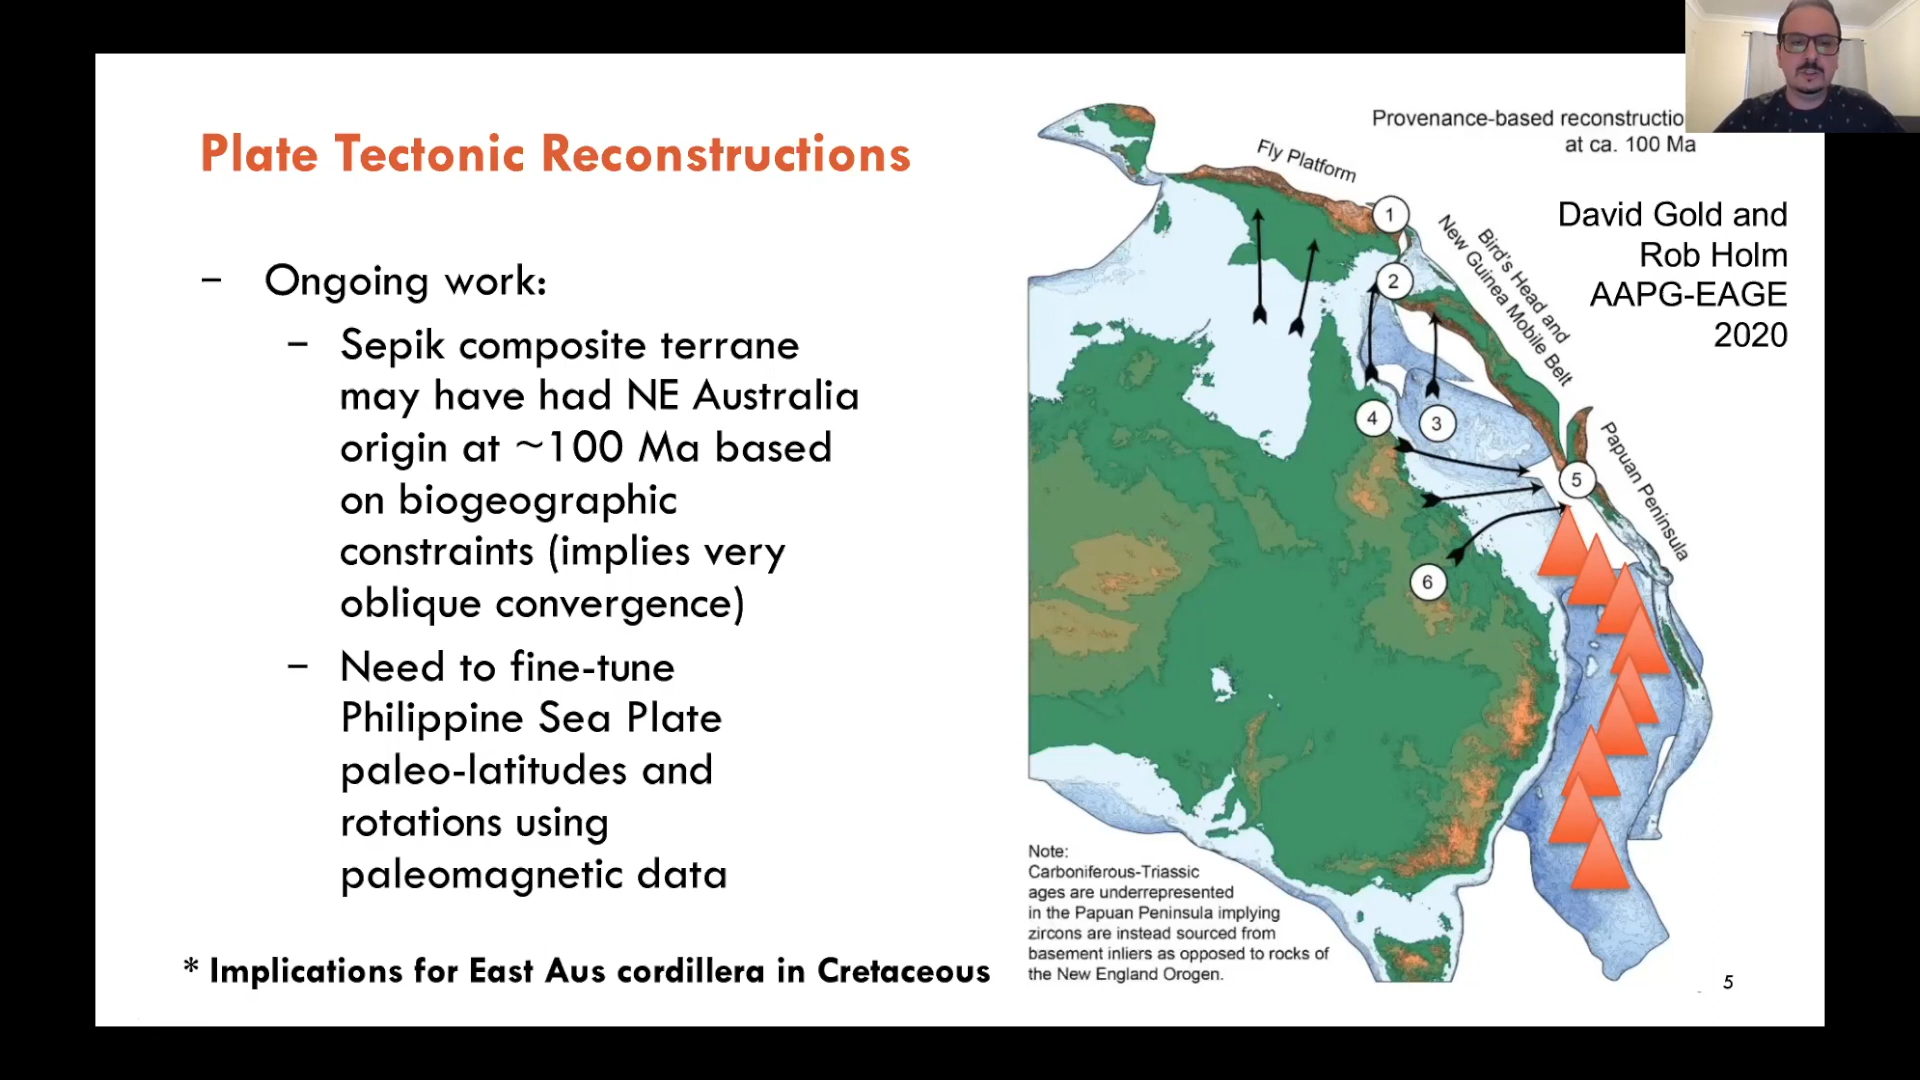 Plate Tectonic Reconstructions
– Ongoing work:
– Sepik composite terrane
may have had NE Australia
origin at ~100 Ma based
on biogeographic
constraints (implies very
oblique convergence)
– Need to fine-tune
Philippine Sea Plate
paleo-latitudes and
rotations using
paleomagnetic data
* Implications for East Aus cordillera in Cretaceous
Provenance-based reconstructio
at ca. 100 Ma
David Gold and
Rob Holm
AAPG-EAGE
2020
Fly Platform
Bird's Head and
New Guinea Mobile Belt
Papuan Peninsula
1
2
3
4
5
6
Note:
Carboniferous-Triassic
ages are underrepresented
in the Papuan Peninsula implying
zircons are instead sourced from
basement inliers as opposed to rocks of
the New England Orogen.
5